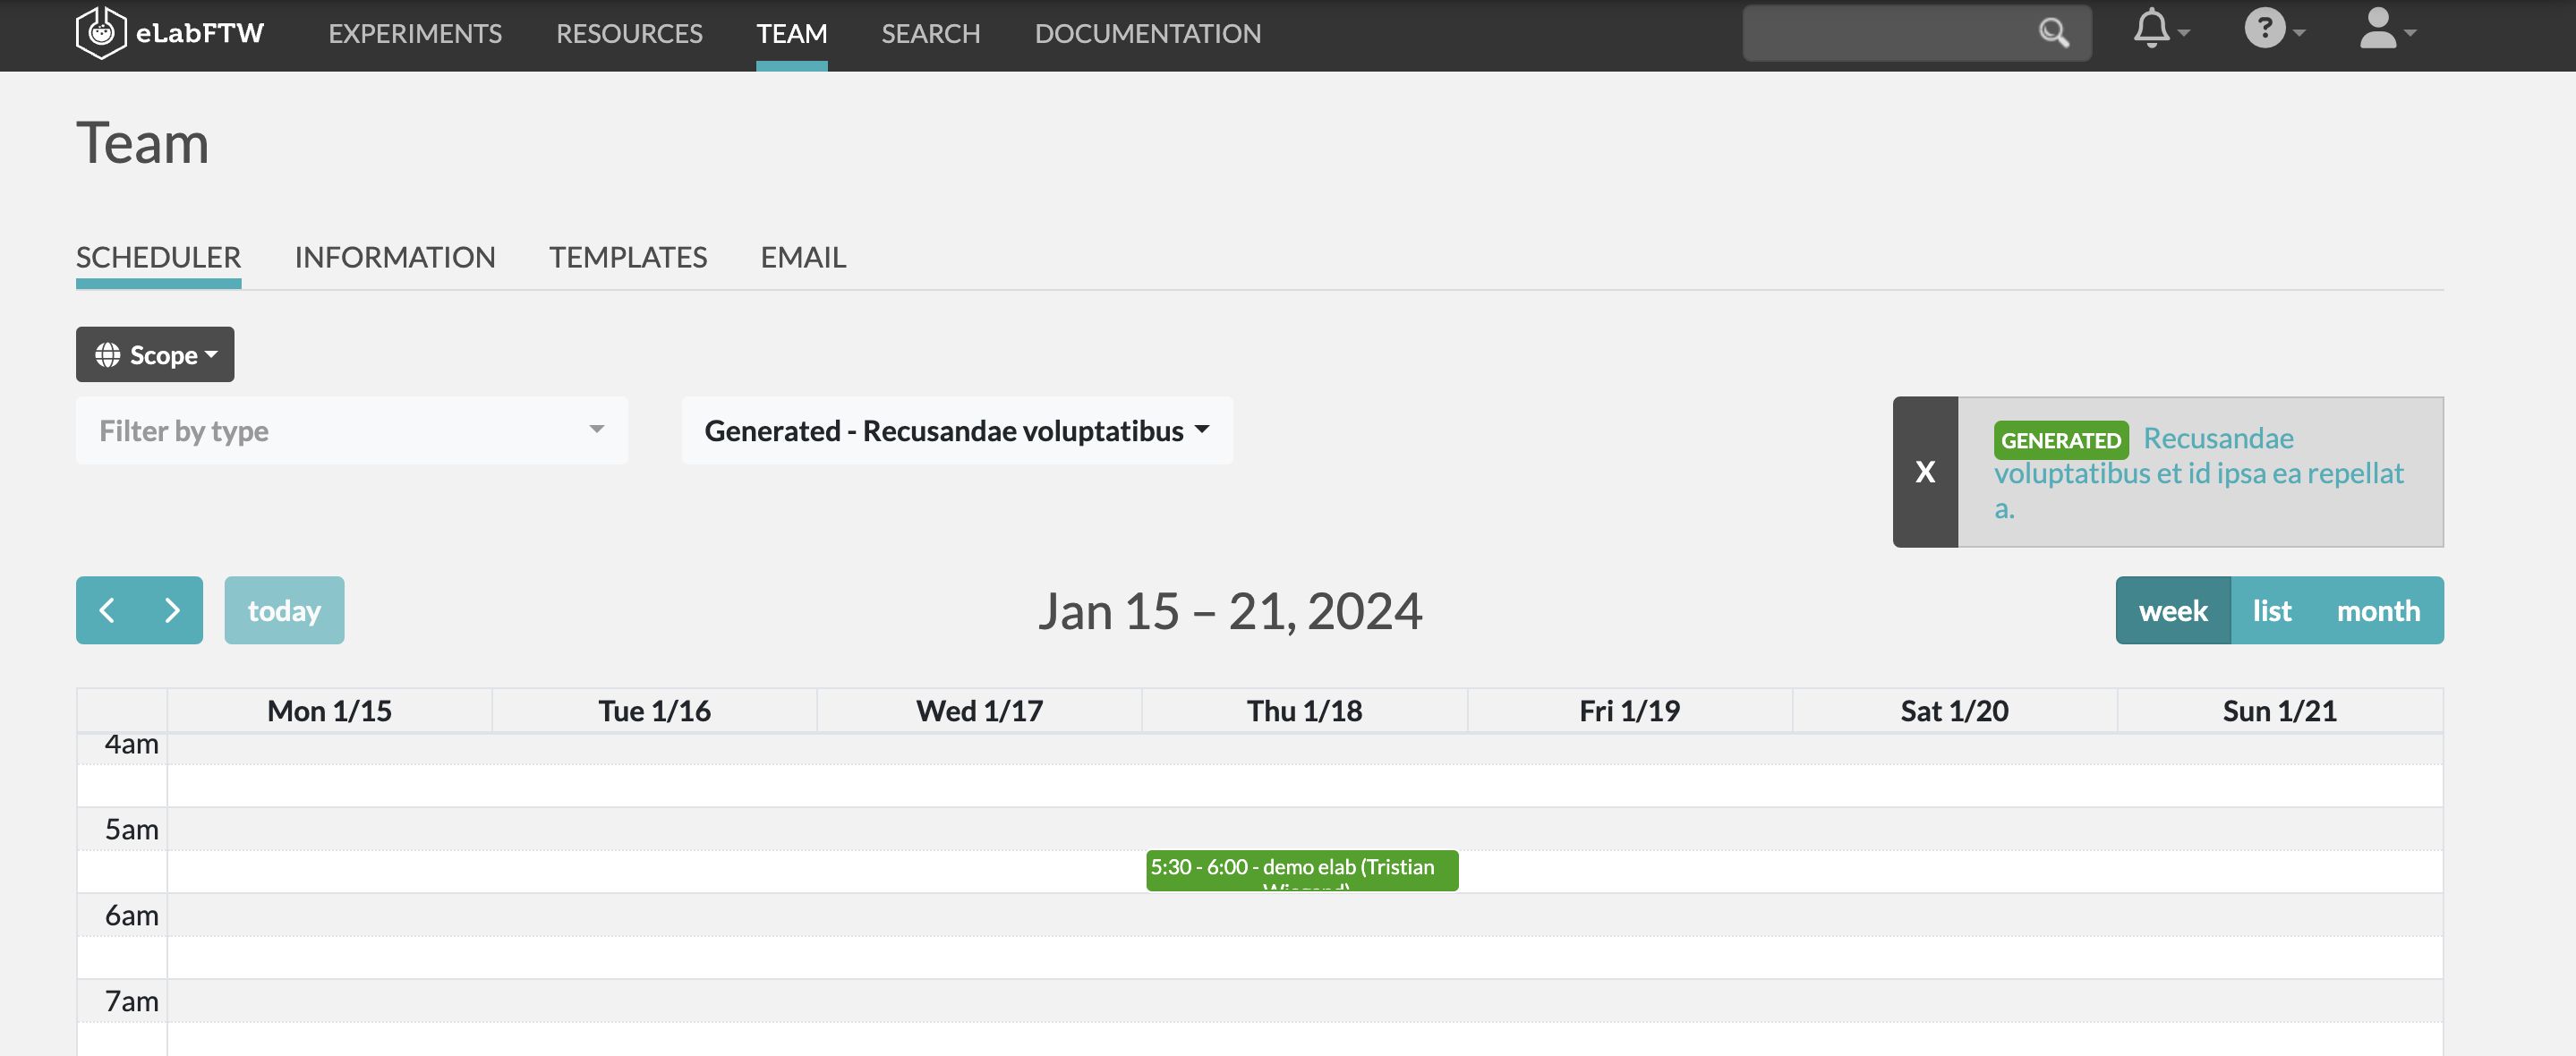 eLabFTW EXPERIMENTS RESOURCES TEAM SEARCH DOCUMENTATION ?
Team
SCHEDULER INFORMATION TEMPLATES EMAIL
Scope
Filter by type Generated - Recusandae voluptatibus
X
GENERATED Recusandae
voluptatibus et id ipsa ea repellat
a.
< > today Jan 15 – 21, 2024 week list month
Mon 1/15 Tue 1/16 Wed 1/17 Thu 1/18 Fri 1/19 Sat 1/20 Sun 1/21
4am
5am
5:30 - 6:00 - demo elab (Tristian
6am
7am